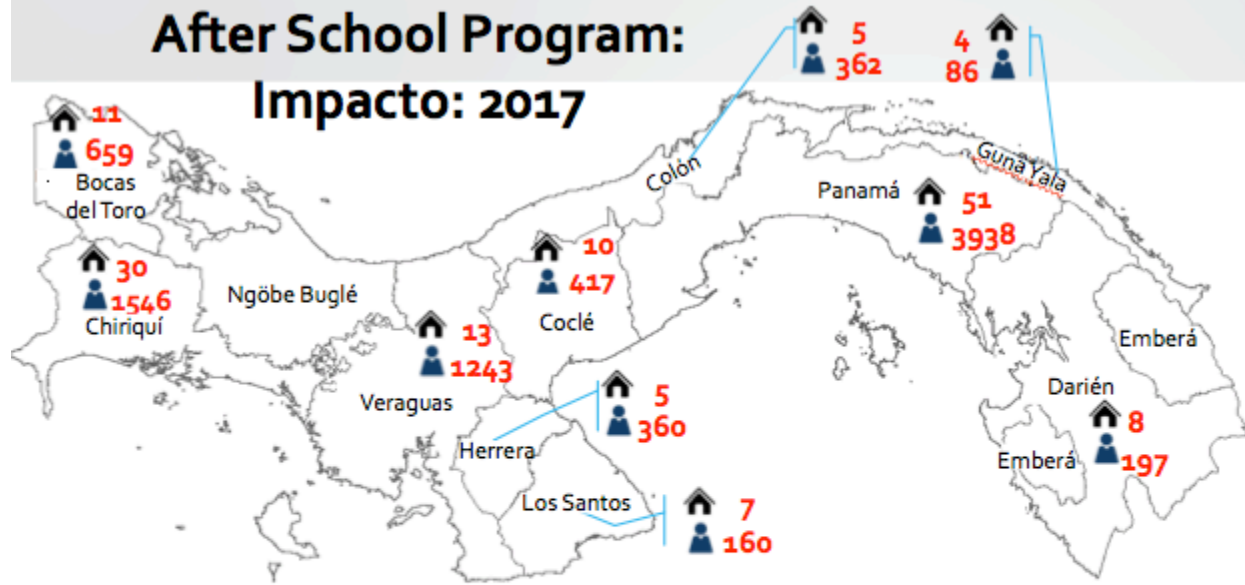 After School Program:
Impacto: 2017
5
362
4
86
11
659
Bocas
del Toro
Colón
Guna Yala
Panamá
51
3938
30
1546
Chiriquí
Ngöbe Buglé
10
417
Coclé
13
1243
Veraguas
Emberá
Darién
8
197
Emberá
5
360
Herrera
Los Santos
7
160